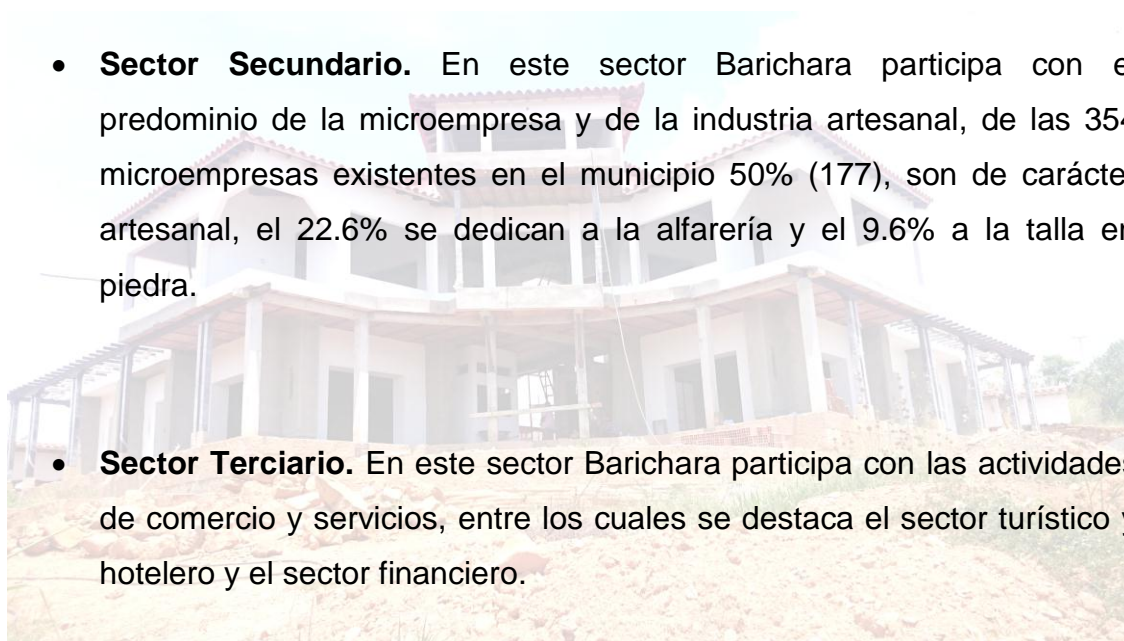 • Sector Secundario. En este sector Barichara participa con e
predominio de la microempresa y de la industria artesanal, de las 354
microempresas existentes en el municipio 50% (177), son de carácte
artesanal, el 22.6% se dedican a la alfarería y el 9.6% a la talla en
piedra.
• Sector Terciario. En este sector Barichara participa con las actividades
de comercio y servicios, entre los cuales se destaca el sector turístico y
hotelero y el sector financiero.